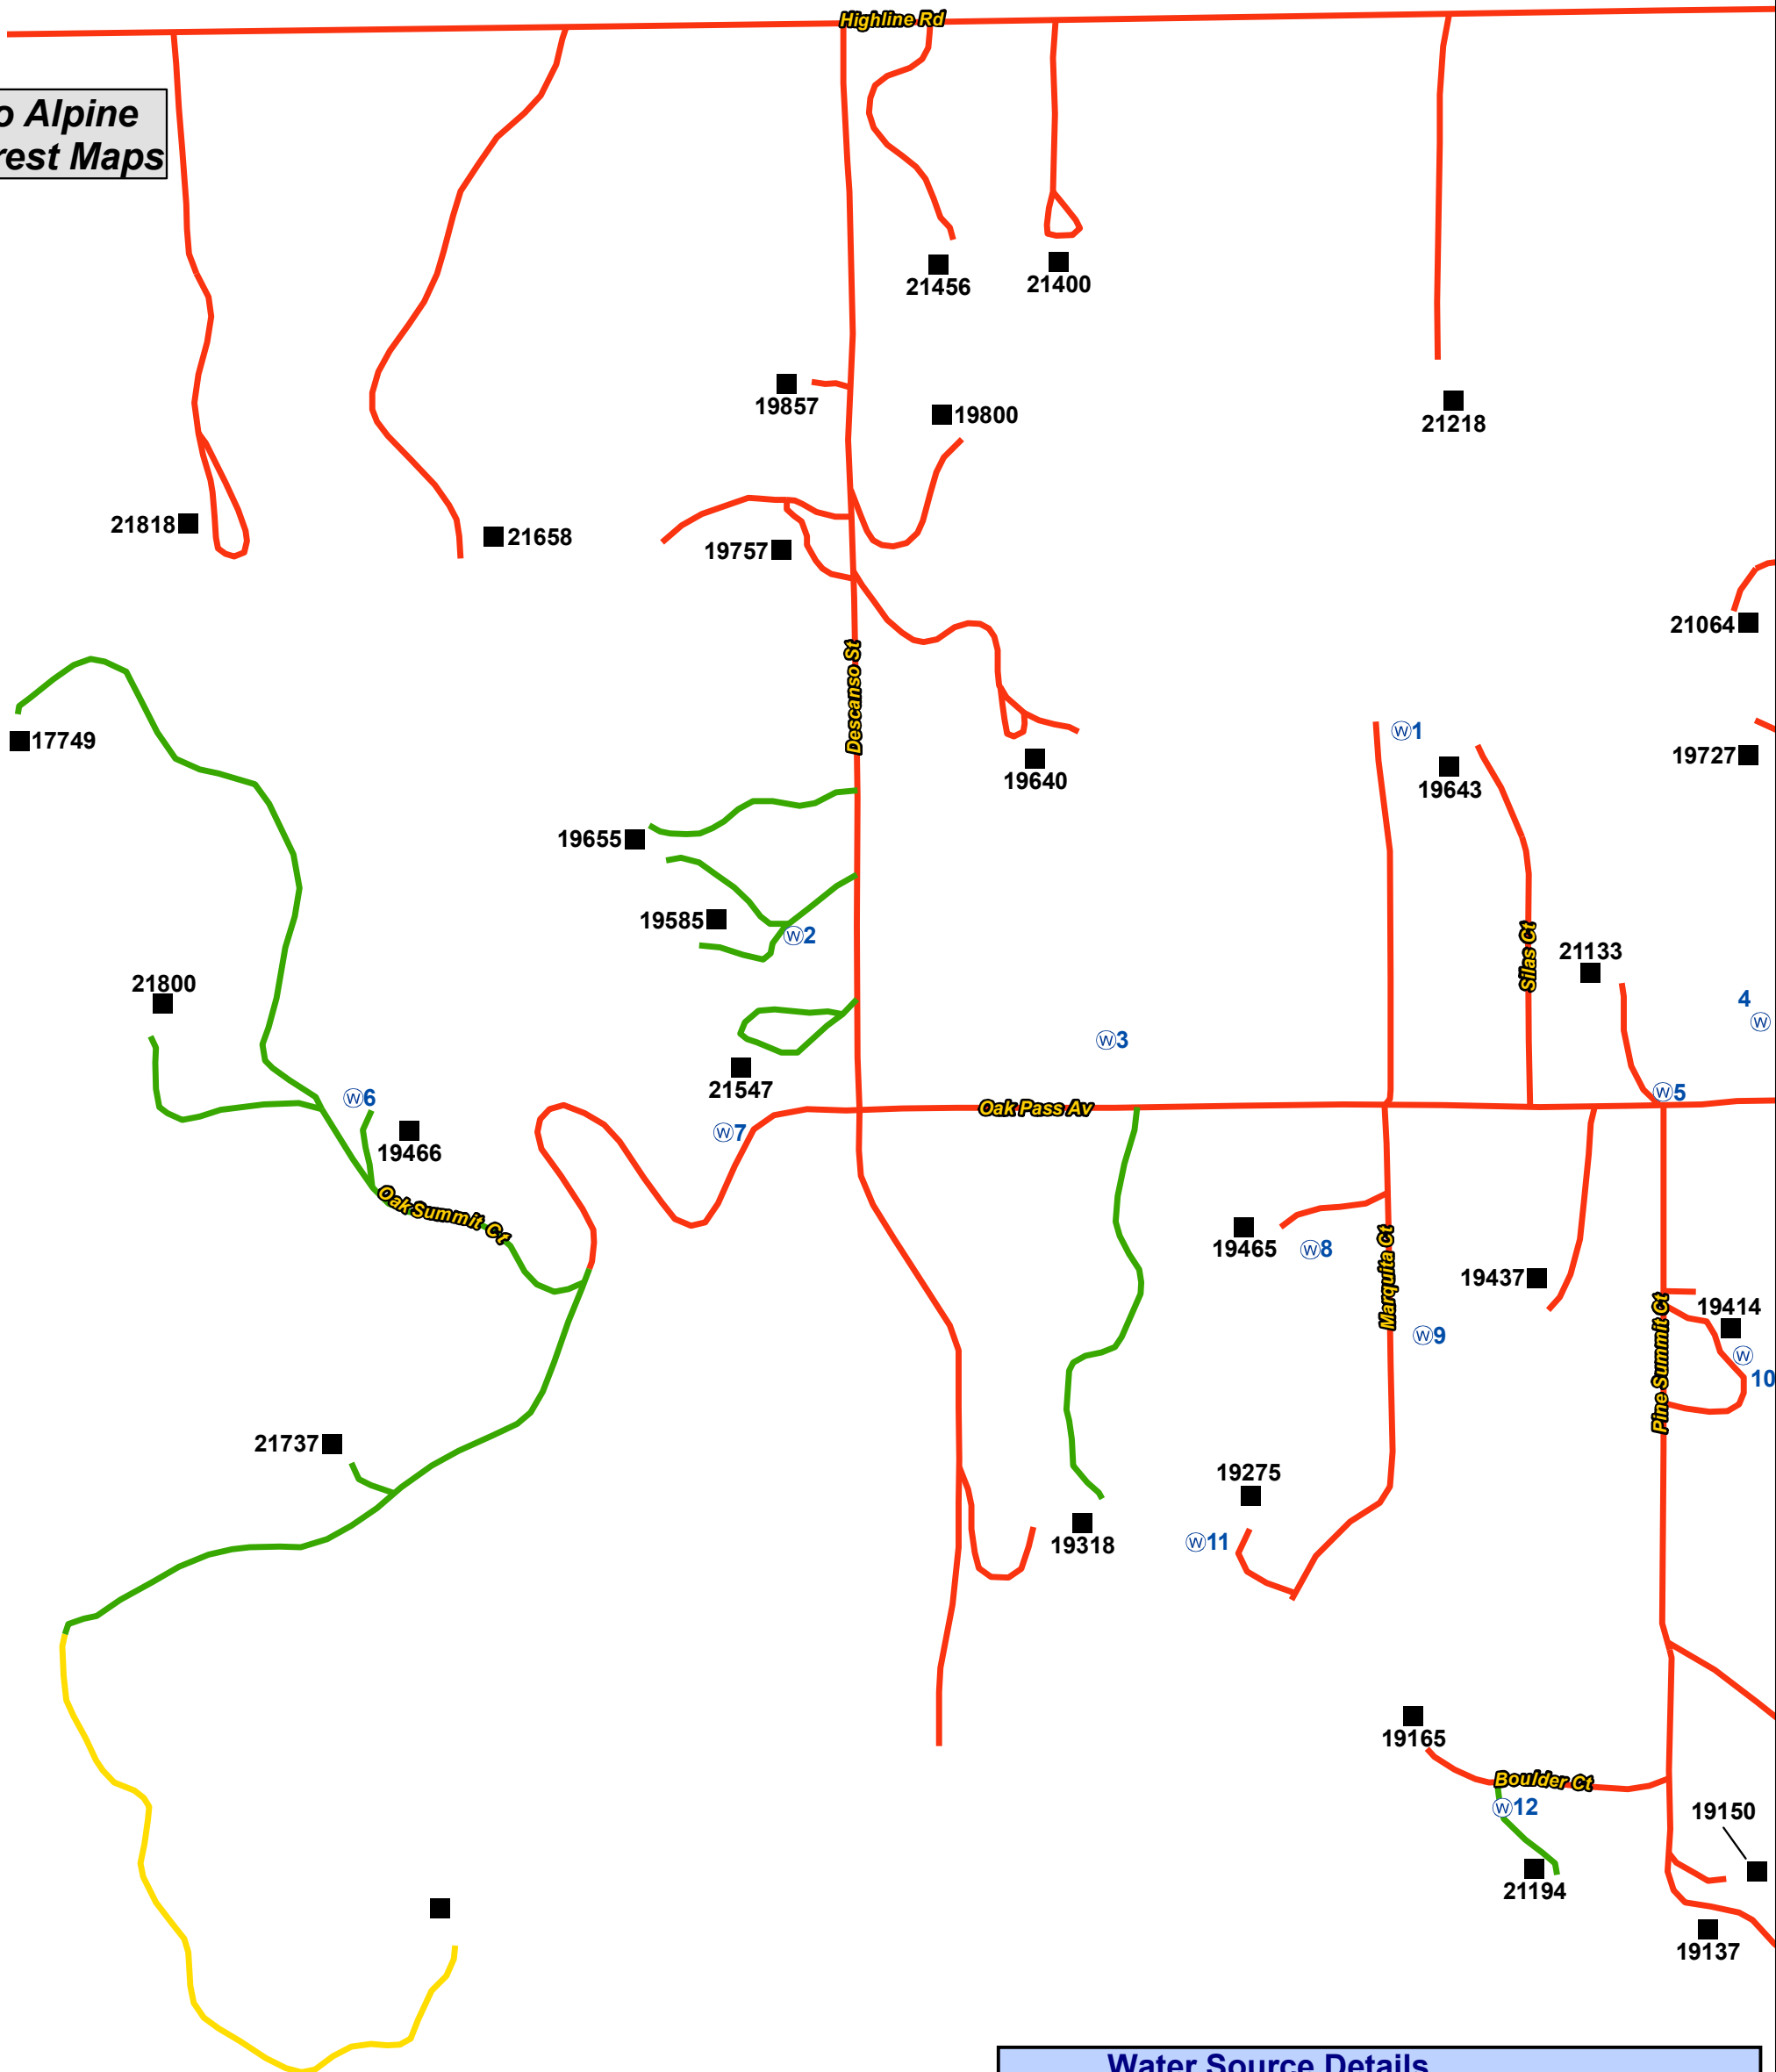 Highline Rd
o Alpine
rest Maps
21456
21400
19857
19800
21218
21818
21658
19757
21064
Descanso St
17749
W1
19640
19643
19727
19655
19585
W2
Silas Ct
21133
21800
4
W
W3
21547
W6
W5
Oak Pass Av
W7
19466
Oak Summit Ct
19465
W8
Marquita Ct
19437
19414
W9
Pine Summit Ct
W
10
21737
19275
19318
W11
19165
Boulder Ct
W12
19150
21194
19137
Water Source Details